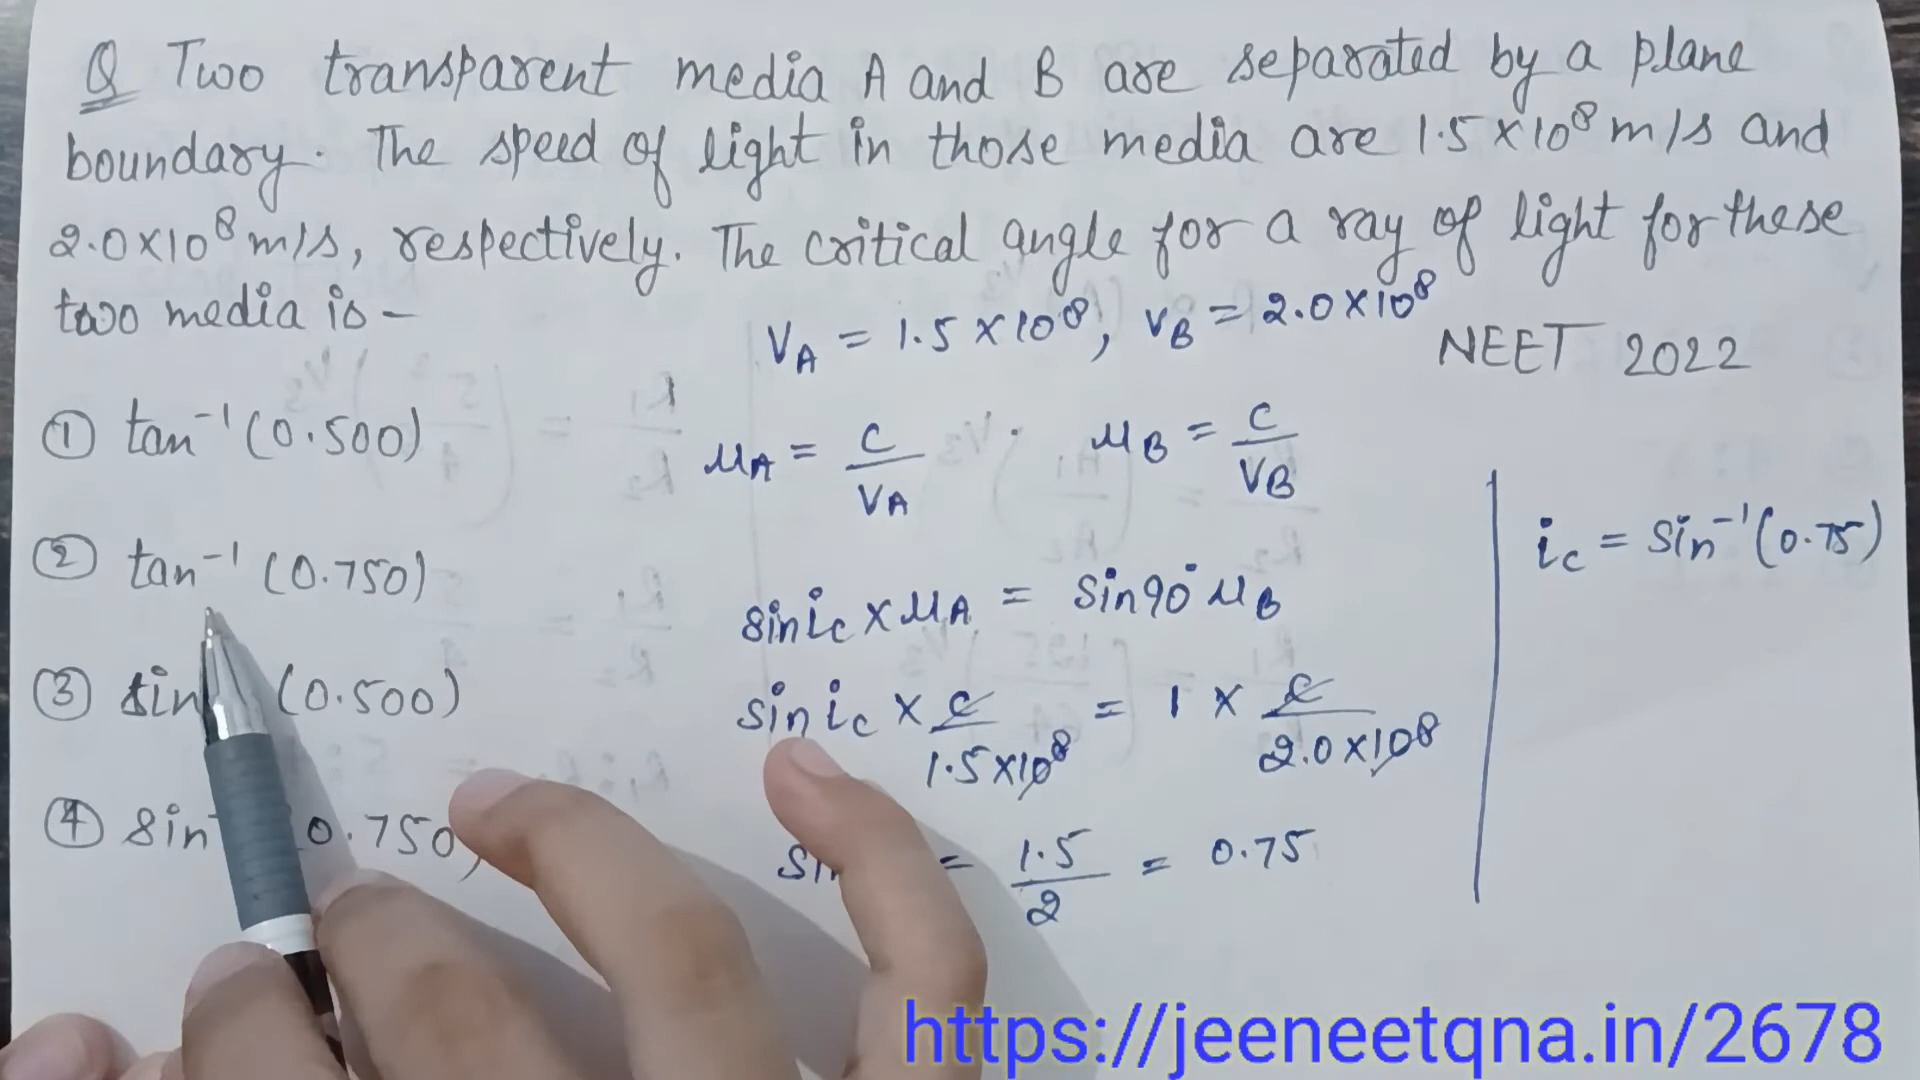 Q Two transparent media A and B are separated by a plane
boundary. The speed of light in those media are 1.5×10⁸ m/s and
2.0×10⁸ m/s, respectively. The critical angle for a ray of light for these
two media is –
V_A = 1.5 × 10⁸, V_B = 2.0 × 10⁸
NEET 2022
① tan⁻¹ (0.500)
② tan⁻¹ (0.750)
③ sin (0.500)
④ sin⁻ 0.750)
μ_A = C/V_A . μ_B = C/V_B
sin i_c × μ_A = sin 90° μ_B
sin i_c × c/1.5×10⁸ = 1 × c/2.0×10⁸
= 1.5/2 = 0.75
i_c = sin⁻¹ (0.75)
https://jeeneetqna.in/2678